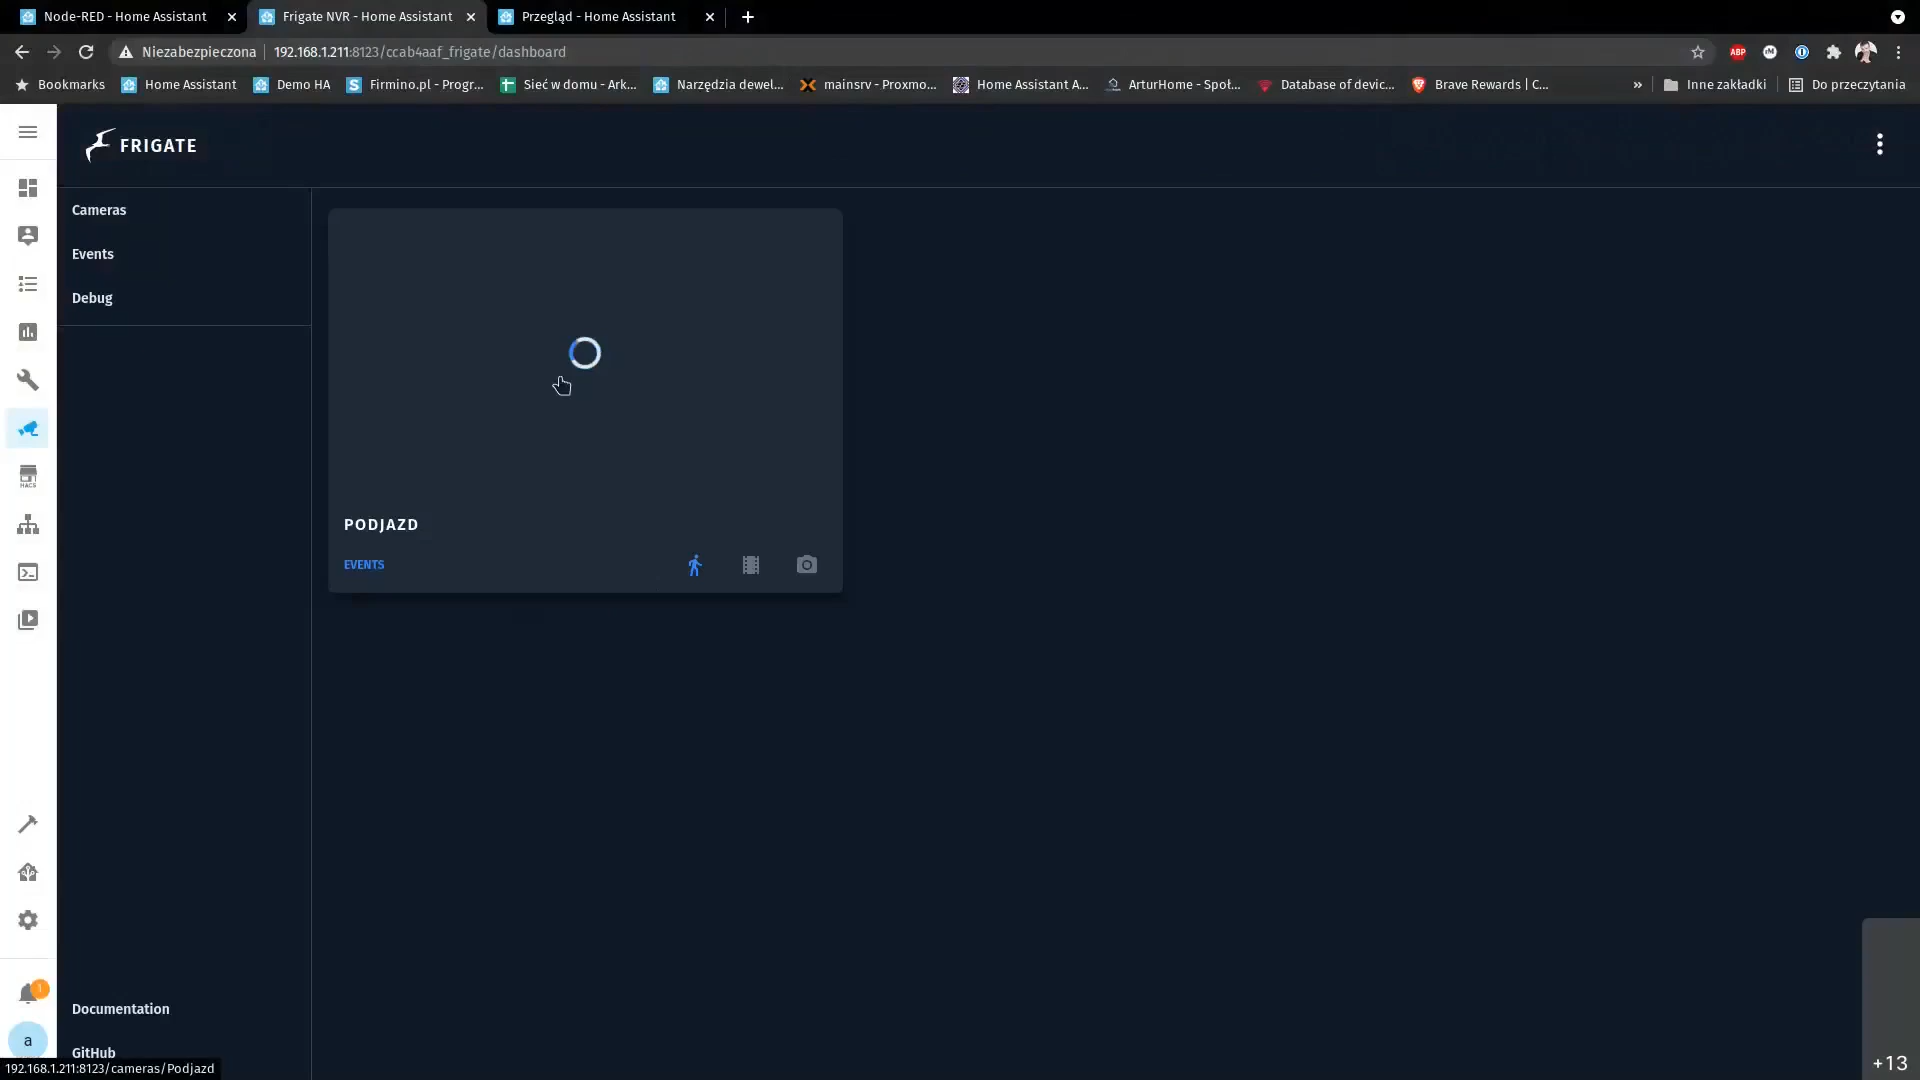 Node-RED - Home Assistant
Frigate NVR - Home Assistant
Przegląd - Home Assistant
Niezabezpieczona
192.168.1.211:8123/ccab4aaf_frigate/dashboard
ABP
Bookmarks
Home Assistant
Demo HA
Firmino.pl - Progr...
Sieć w domu - Ark...
Narzędzia dewel...
mainsrv - Proxmo...
Home Assistant A...
ArturHome - Społ...
Database of devic...
Brave Rewards | C...
»
Inne zakładki
Do przeczytania
FRIGATE
Cameras
Events
Debug
PODJAZD
EVENTS
HACS
1
Documentation
a
GitHub
192.168.1.211:8123/cameras/Podjazd
+13